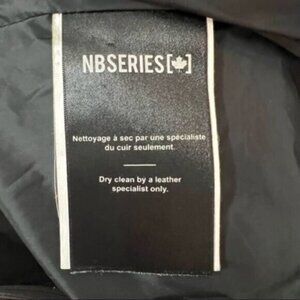 NBSERIES[🍁]
Nettoyage à sec par une spécialiste
du cuir seulement.
Dry clean by a leather
specialist only.